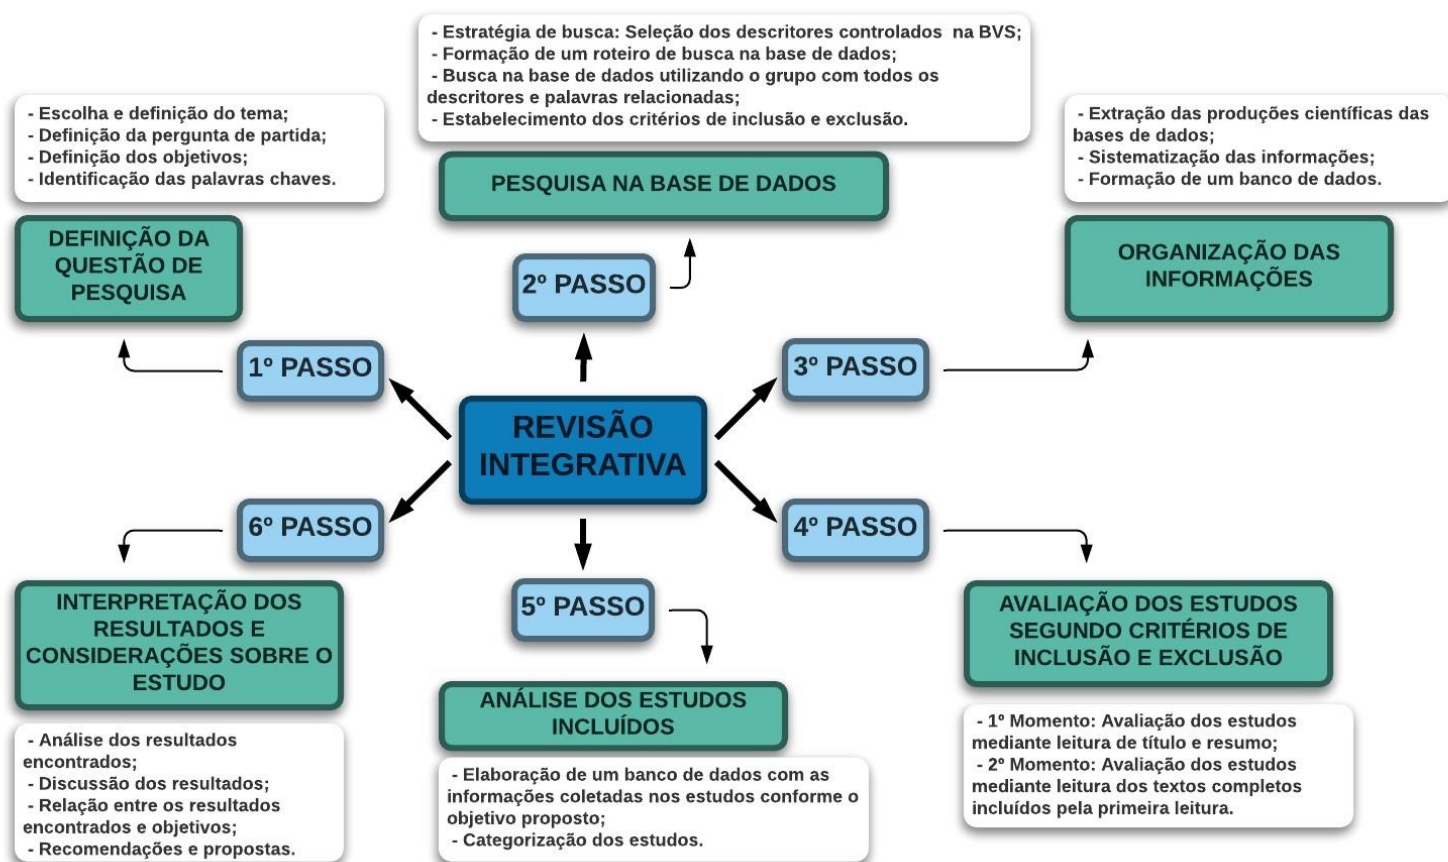 - Escolha e definição do tema;
- Definição da pergunta de partida;
- Definição dos objetivos;
- Identificação das palavras chaves.
DEFINIÇÃO DA
QUESTÃO DE
PESQUISA
1º PASSO
- Estratégia de busca: Seleção dos descritores controlados na BVS;
- Formação de um roteiro de busca na base de dados;
- Busca na base de dados utilizando o grupo com todos os
descritores e palavras relacionadas;
- Estabelecimento dos critérios de inclusão e exclusão.
PESQUISA NA BASE DE DADOS
2º PASSO
- Extração das produções científicas das
bases de dados;
- Sistematização das informações;
- Formação de um banco de dados.
ORGANIZAÇÃO DAS
INFORMAÇÕES
3º PASSO
REVISÃO
INTEGRATIVA
4º PASSO
AVALIAÇÃO DOS ESTUDOS
SEGUNDO CRITÉRIOS DE
INCLUSÃO E EXCLUSÃO
- 1º Momento: Avaliação dos estudos
mediante leitura de título e resumo;
- 2º Momento: Avaliação dos estudos
mediante leitura dos textos completos
incluídos pela primeira leitura.
5º PASSO
ANÁLISE DOS ESTUDOS
INCLUÍDOS
- Elaboração de um banco de dados com as
informações coletadas nos estudos conforme o
objetivo proposto;
- Categorização dos estudos.
6º PASSO
INTERPRETAÇÃO DOS
RESULTADOS E
CONSIDERAÇÕES SOBRE O
ESTUDO
- Análise dos resultados
encontrados;
- Discussão dos resultados;
- Relação entre os resultados
encontrados e objetivos;
- Recomendações e propostas.